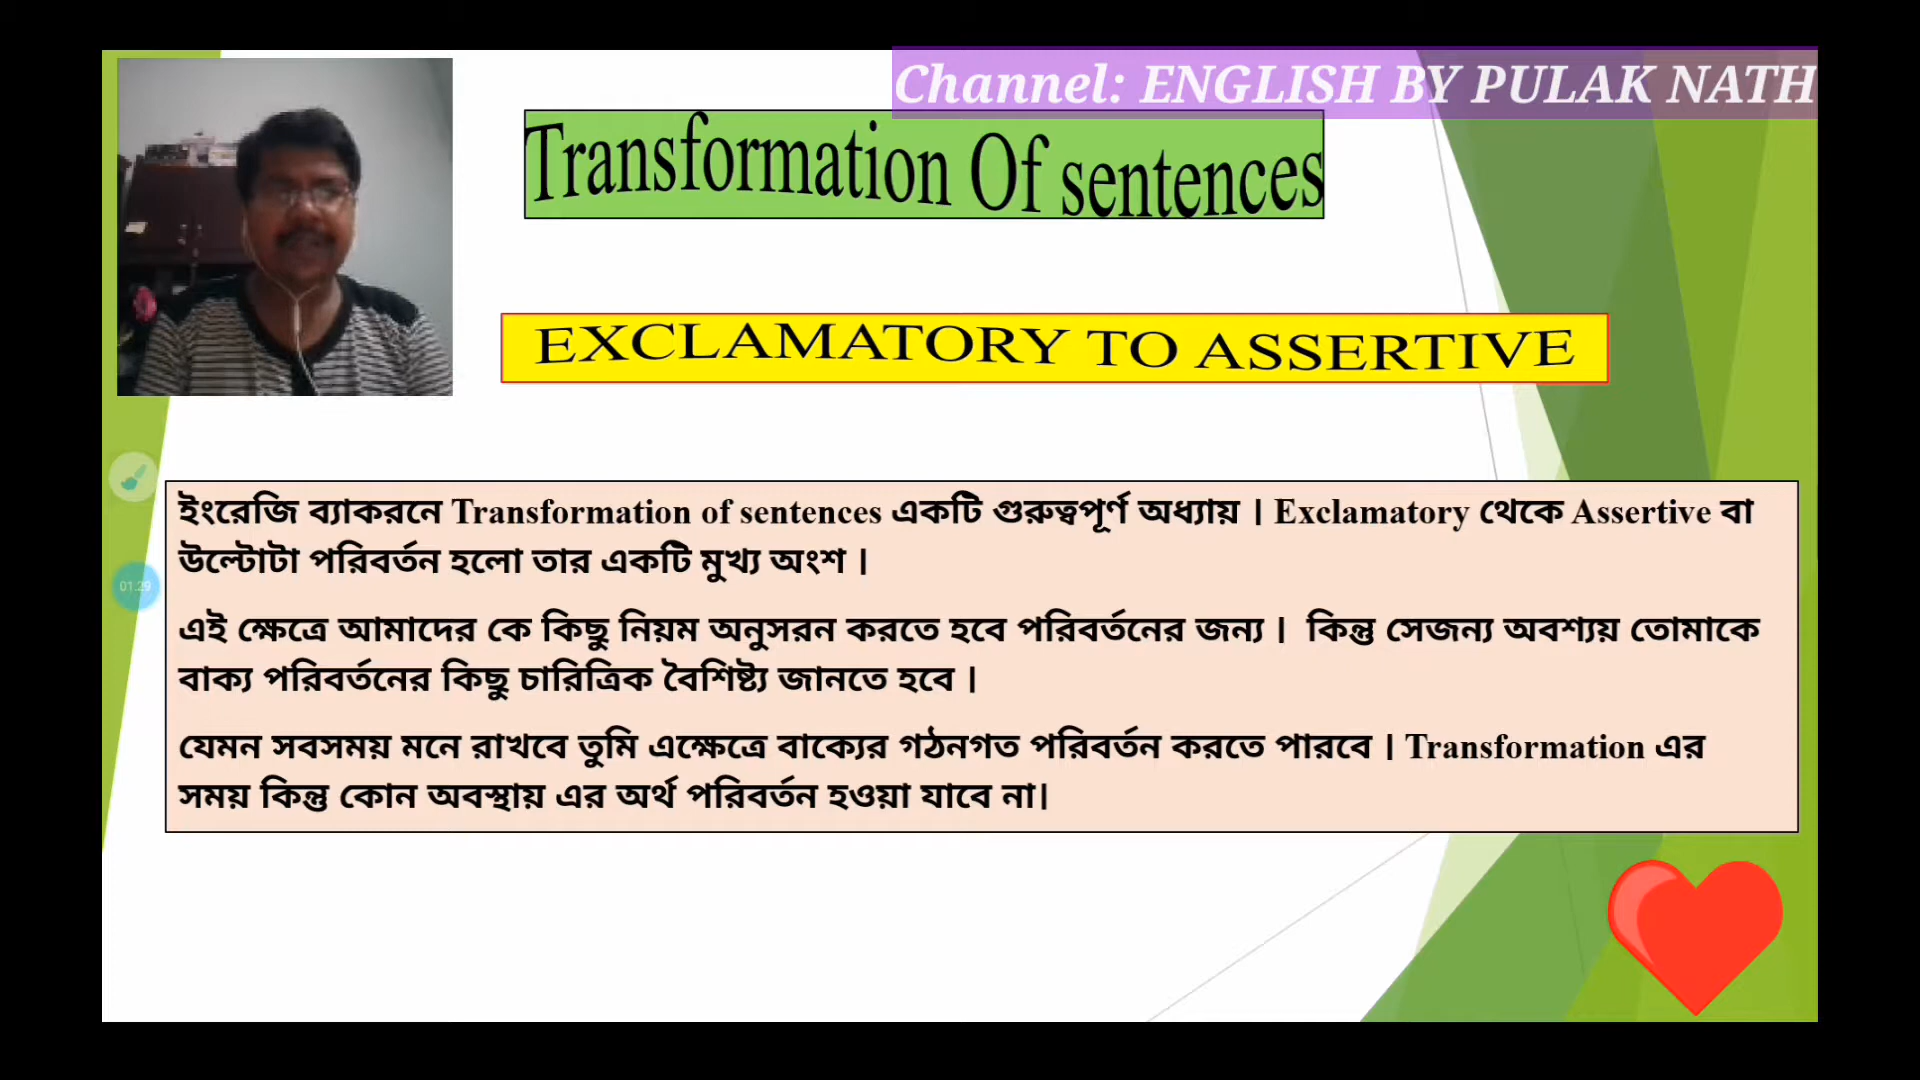 Channel: ENGLISH BY PULAK NATH
Transformation Of sentences
EXCLAMATORY TO ASSERTIVE
ইংরেজি ব্যাকরনে Transformation of sentences একটি গুরুত্বপূর্ণ অধ্যায় । Exclamatory থেকে Assertive বা
উল্টোটা পরিবর্তন হলো তার একটি মুখ্য অংশ ।
এই ক্ষেত্রে আমাদের কে কিছু নিয়ম অনুসরন করতে হবে পরিবর্তনের জন্য । কিন্তু সেজন্য অবশ্যয় তোমাকে
বাক্য পরিবর্তনের কিছু চারিত্রিক বৈশিষ্ট্য জানতে হবে ।
যেমন সবসময় মনে রাখবে তুমি এক্ষেত্রে বাক্যের গঠনগত পরিবর্তন করতে পারবে । Transformation এর
সময় কিন্তু কোন অবস্থায় এর অর্থ পরিবর্তন হওয়া যাবে না।
01:29